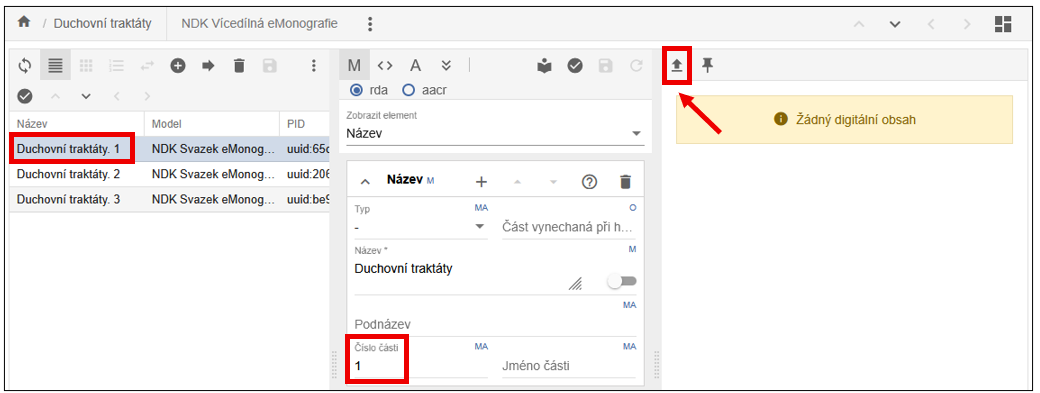 / Duchovní traktáty NDK Vícedílná eMonografie
M <> A
rda aacr
Název Model PID
Duchovní traktáty. 1 NDK Svazek eMonog... uuid:65c
Duchovní traktáty. 2 NDK Svazek eMonog... uuid:206
Duchovní traktáty. 3 NDK Svazek eMonog... uuid:be9
Zobrazit element
Název
Název M
Typ MA O
- Část vynechaná při h...
Název * M
Duchovní traktáty
MA
Podnázev
Číslo části MA MA
1 Jméno části
Žádný digitální obsah